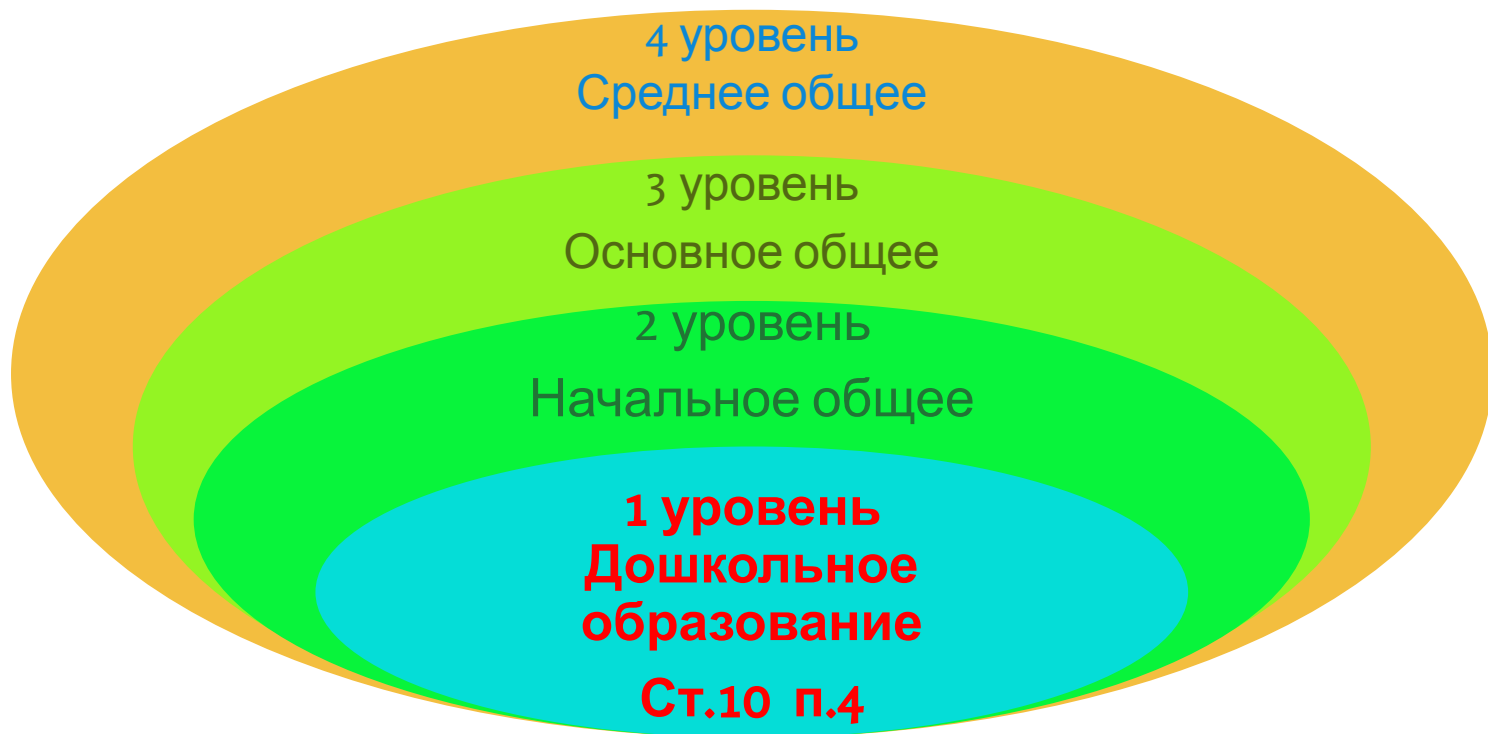 4 уровень
Среднее общее
3 уровень
Основное общее
2 уровень
Начальное общее
1 уровень
Дошкольное
образование
Ст.10 п.4